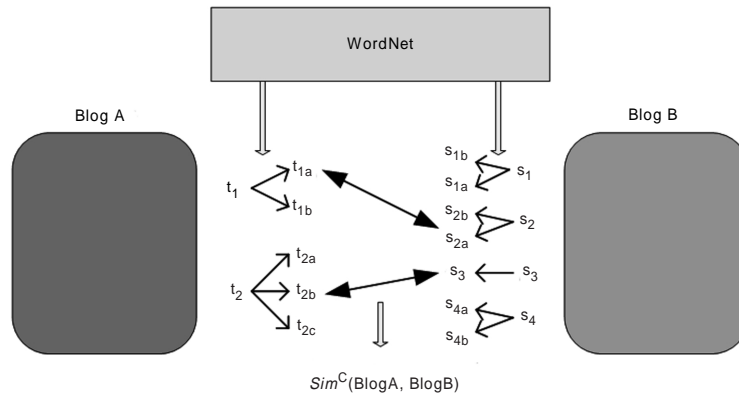 WordNet
Blog A
Blog B
t1
t1a
t1b
t2
t2a
t2b
t2c
s1b
s1a
s1
s2b
s2a
s2
s3
s3
s4a
s4b
s4
Sim^C(BlogA, BlogB)